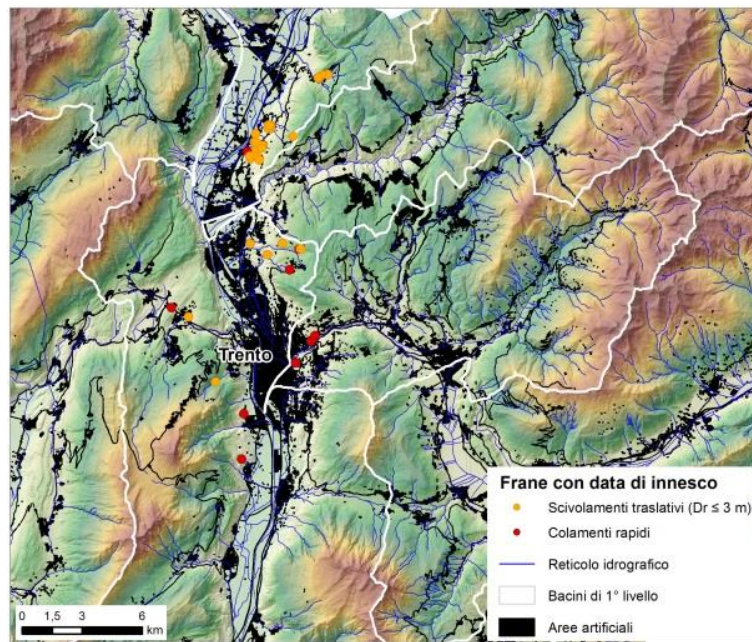 Trento
Frane con data di innesco
Scivolamenti traslativi (Dr ≤ 3 m)
Colamenti rapidi
Reticolo idrografico
Bacini di 1° livello
Aree artificiali
0 1,5 3 6
km